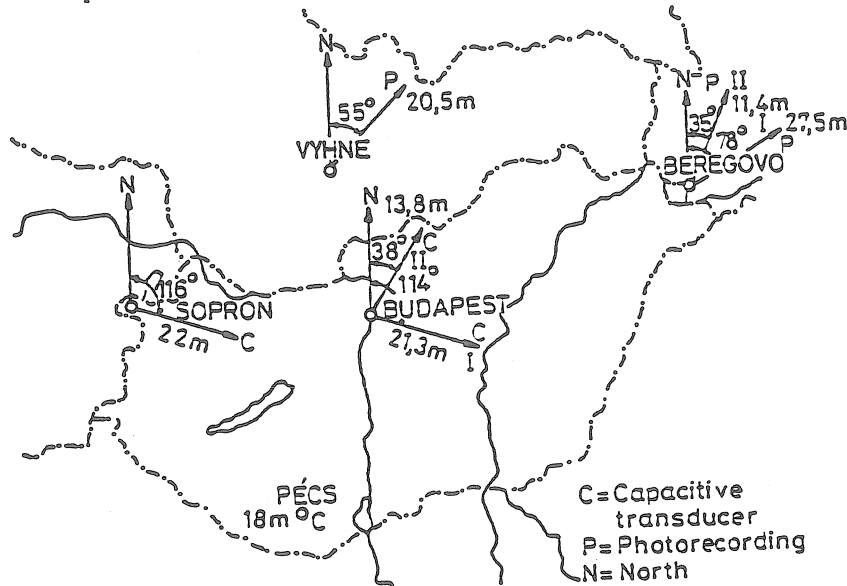 N
P
20,5m
55°
VYHNE
N P II
11,4m
35°
78°
I
27,5m
P
BEREGOVO
N
116°
SOPRON
22m
C
N
13,8m
C
38°
II
114°
BUDAPEST
21,3m
C
I
PÉCS
18m C
C=Capacitive
transducer
P=Photorecording
N=North